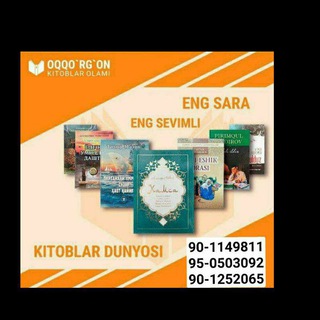 OQQO`RG`ON
KITOBLAR OLAMI
ENG SARA
ENG SEVIMLI
KITOBLAR DUNYOSI
90-1149811
95-0503092
90-1252065